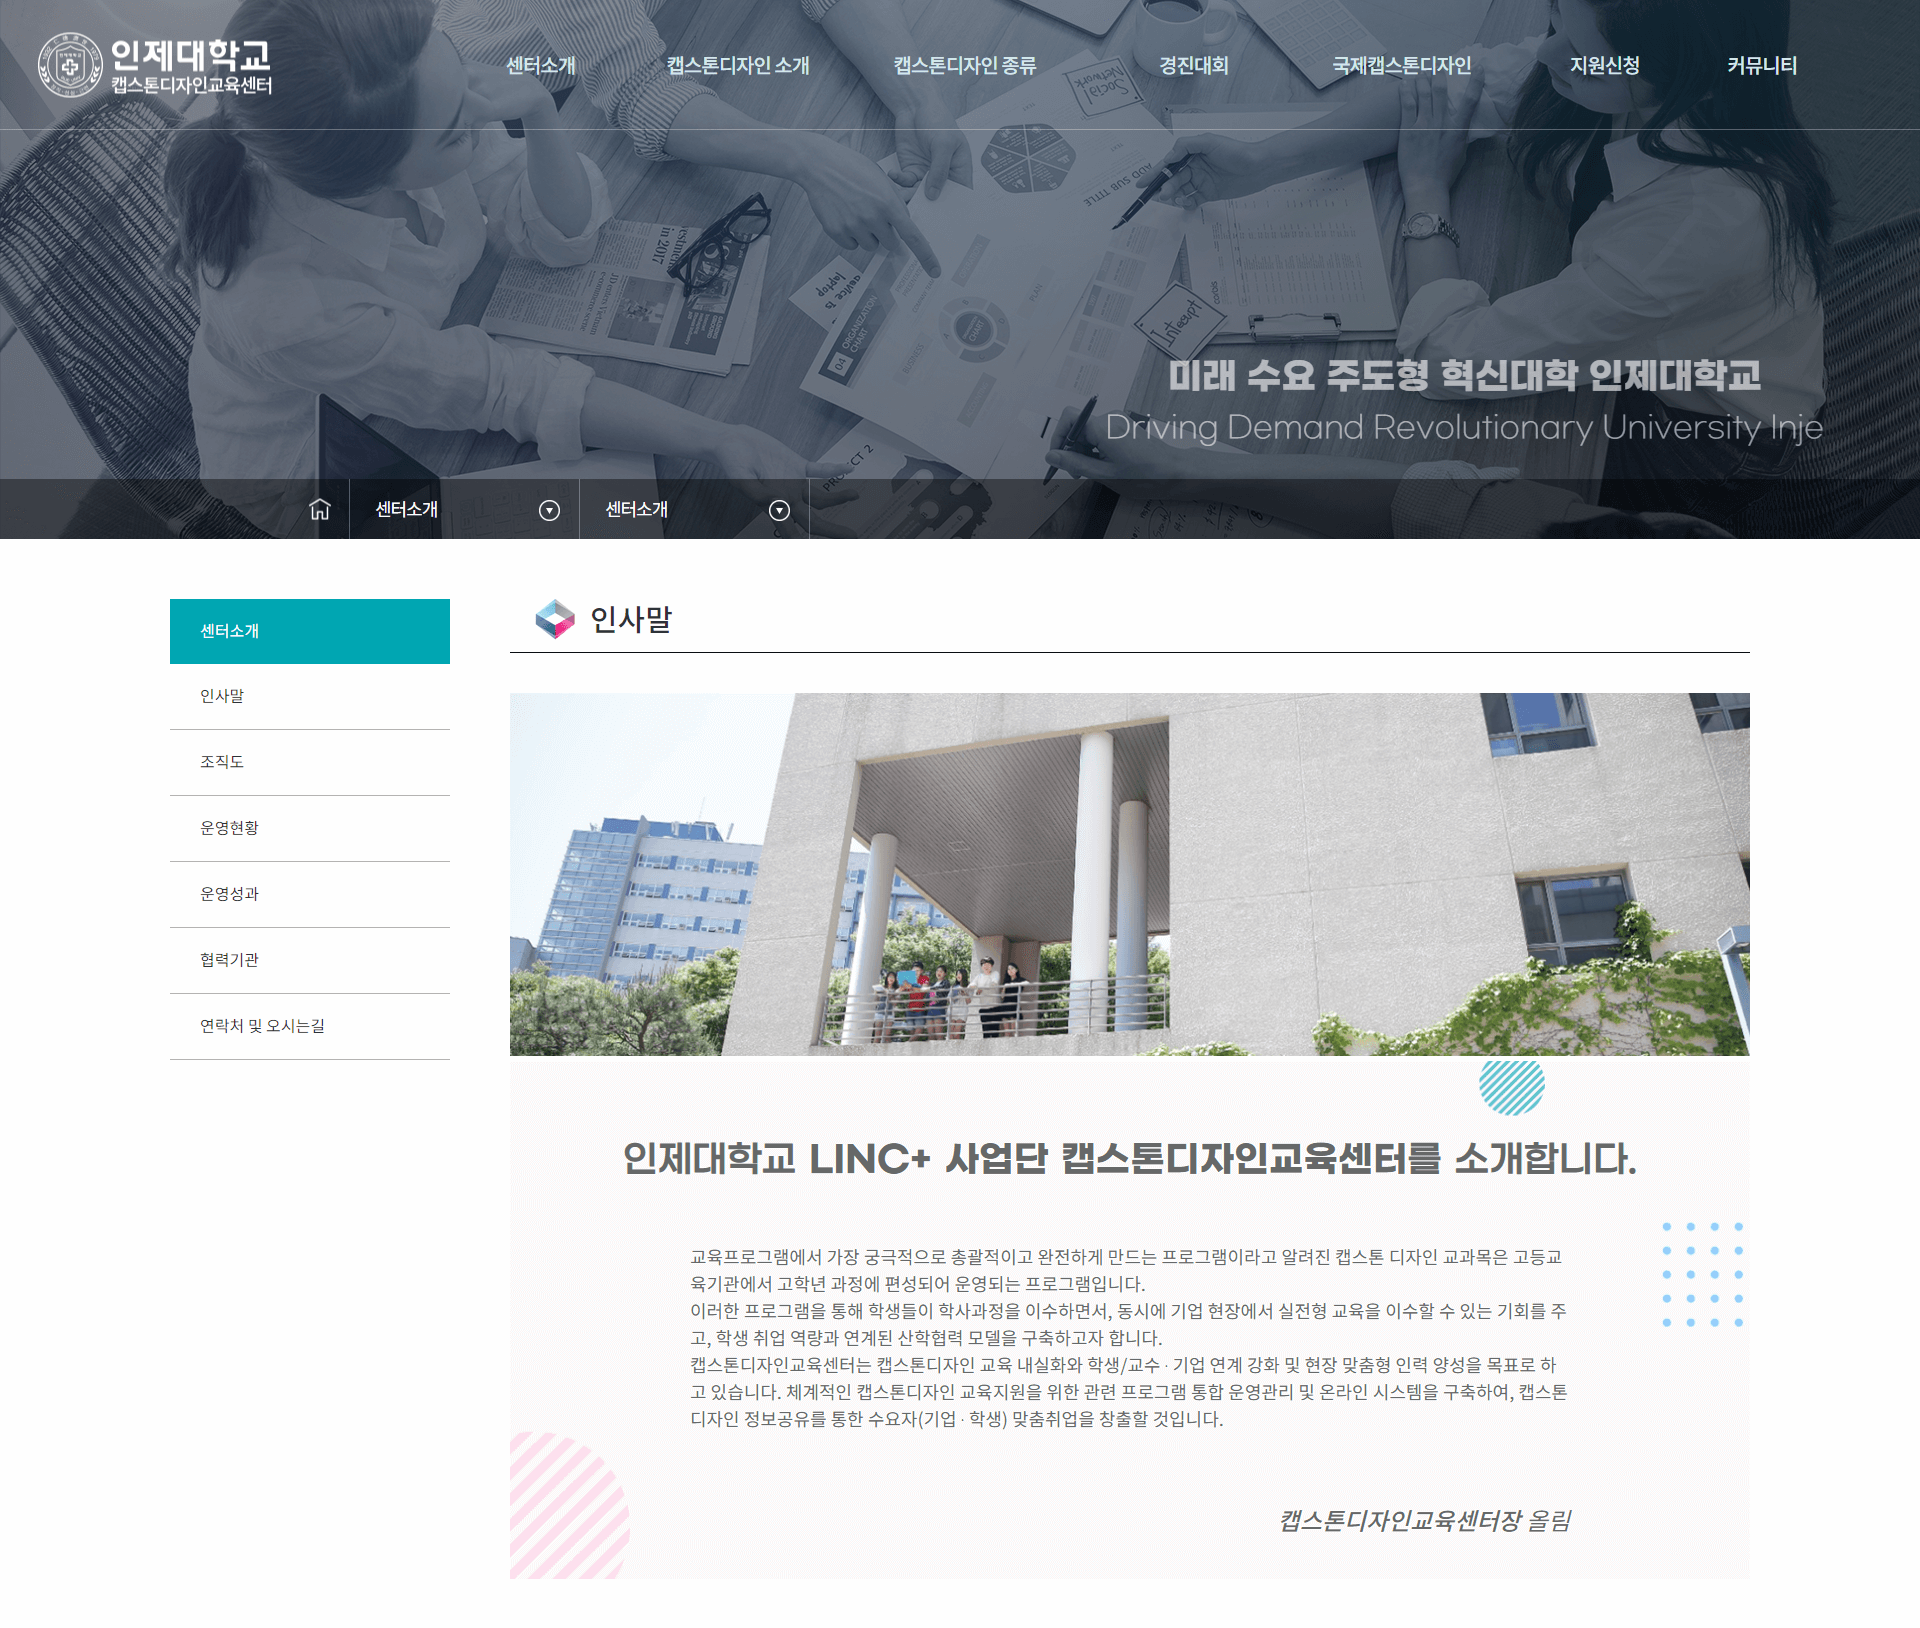 인제대학교
캡스톤디자인교육센터
센터소개
캡스톤디자인 소개
캡스톤디자인 종류
경진대회
국제캡스톤디자인
지원신청
커뮤니티
Social
Network
ADD SUB TITLE
in 2017
device is
laptop
04 ORGANIZATION
CHART
BUSINESS
PLAN
CHART
Interrupt
PROJECT 2
미래 수요 주도형 혁신대학 인제대학교
Driving Demand Revolutionary University Inje
센터소개
센터소개
센터소개
인사말
조직도
운영현황
운영성과
협력기관
연락처 및 오시는길
인사말
인제대학교 LINC+ 사업단 캡스톤디자인교육센터를 소개합니다.
교육프로그램에서 가장 궁극적으로 총괄적이고 완전하게 만드는 프로그램이라고 알려진 캡스톤 디자인 교과목은 고등교
육기관에서 고학년 과정에 편성되어 운영되는 프로그램입니다.
이러한 프로그램을 통해 학생들이 학사과정을 이수하면서, 동시에 기업 현장에서 실전형 교육을 이수할 수 있는 기회를 주
고, 학생 취업 역량과 연계된 산학협력 모델을 구축하고자 합니다.
캡스톤디자인교육센터는 캡스톤디자인 교육 내실화와 학생/교수 · 기업 연계 강화 및 현장 맞춤형 인력 양성을 목표로 하
고 있습니다. 체계적인 캡스톤디자인 교육지원을 위한 관련 프로그램 통합 운영관리 및 온라인 시스템을 구축하여, 캡스톤
디자인 정보공유를 통한 수요자(기업 · 학생) 맞춤취업을 창출할 것입니다.
캡스톤디자인교육센터장 올림